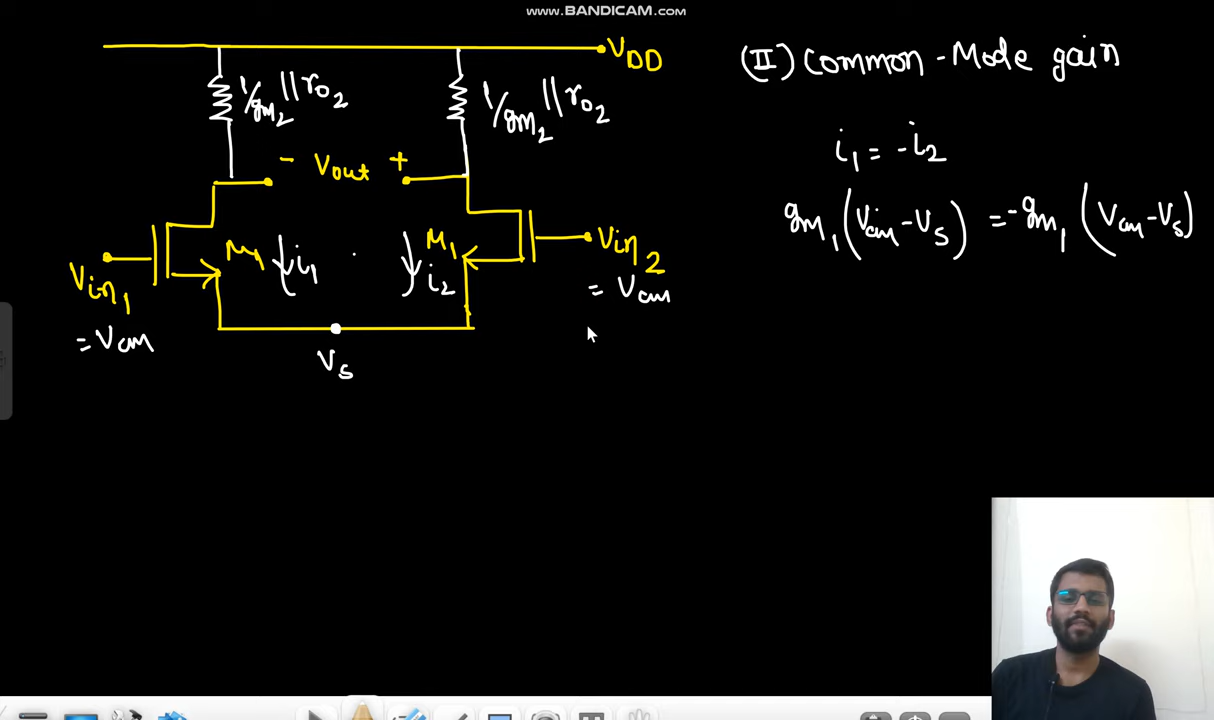 www.BANDICAM.com
VDD
(II) Common-Mode gain
1/gm2 || ro2
1/gm2 || ro2
i1 = -i2
- Vout +
gm1 (Vcm - Vs) = -gm1 (Vcm - Vs)
M1
i1
M1
i2
Vin1
= Vcm
Vin2
= Vcm
Vs